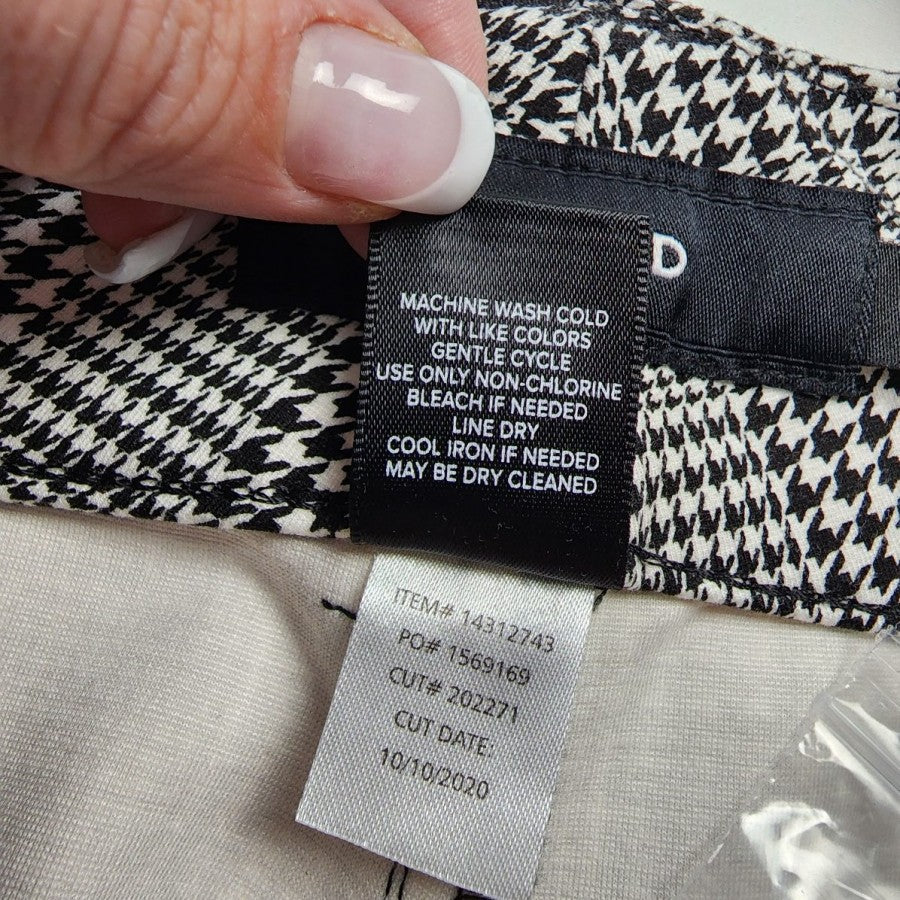 D
MACHINE WASH COLD
WITH LIKE COLORS
GENTLE CYCLE
USE ONLY NON-CHLORINE
BLEACH IF NEEDED
LINE DRY
COOL IRON IF NEEDED
MAY BE DRY CLEANED
ITEM# 14312743
PO# 1569169
CUT# 202271
CUT DATE:
10/10/2020